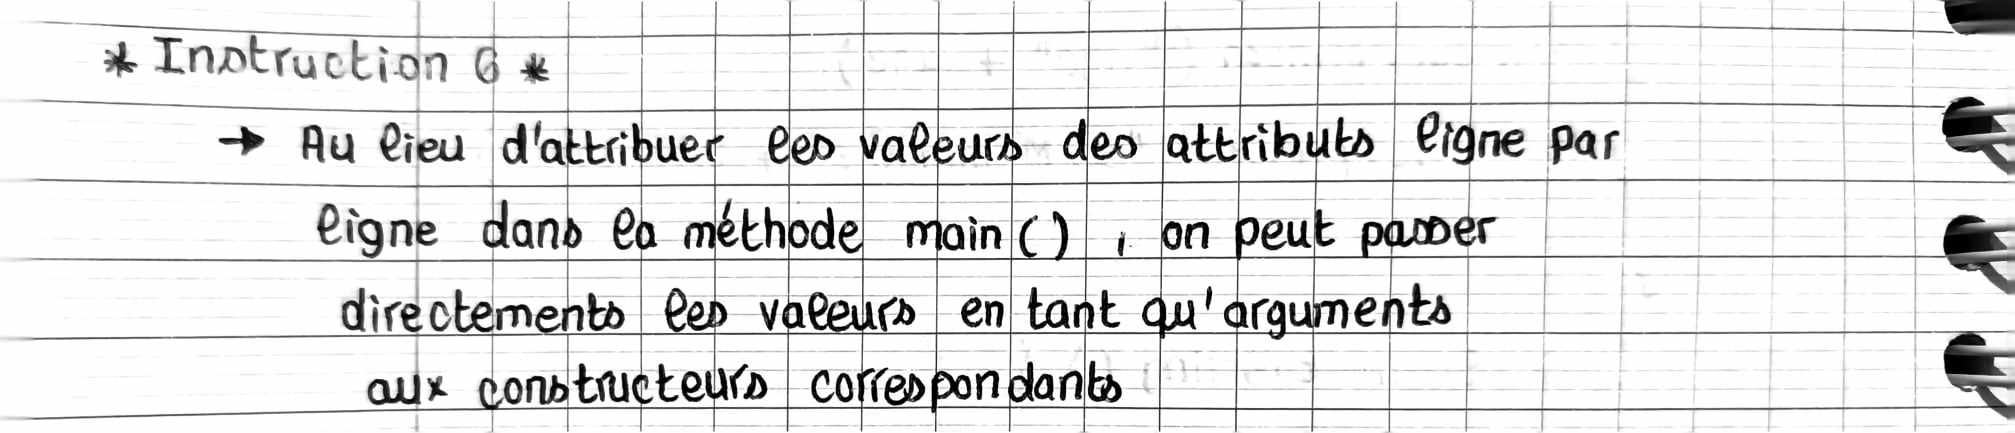 * Instruction 6 *
→ Au lieu d'attribuer les valeurs des attributs ligne par
ligne dans la méthode main() , on peut passer
directements les valeurs en tant qu'arguments
aux constructeurs correspondants